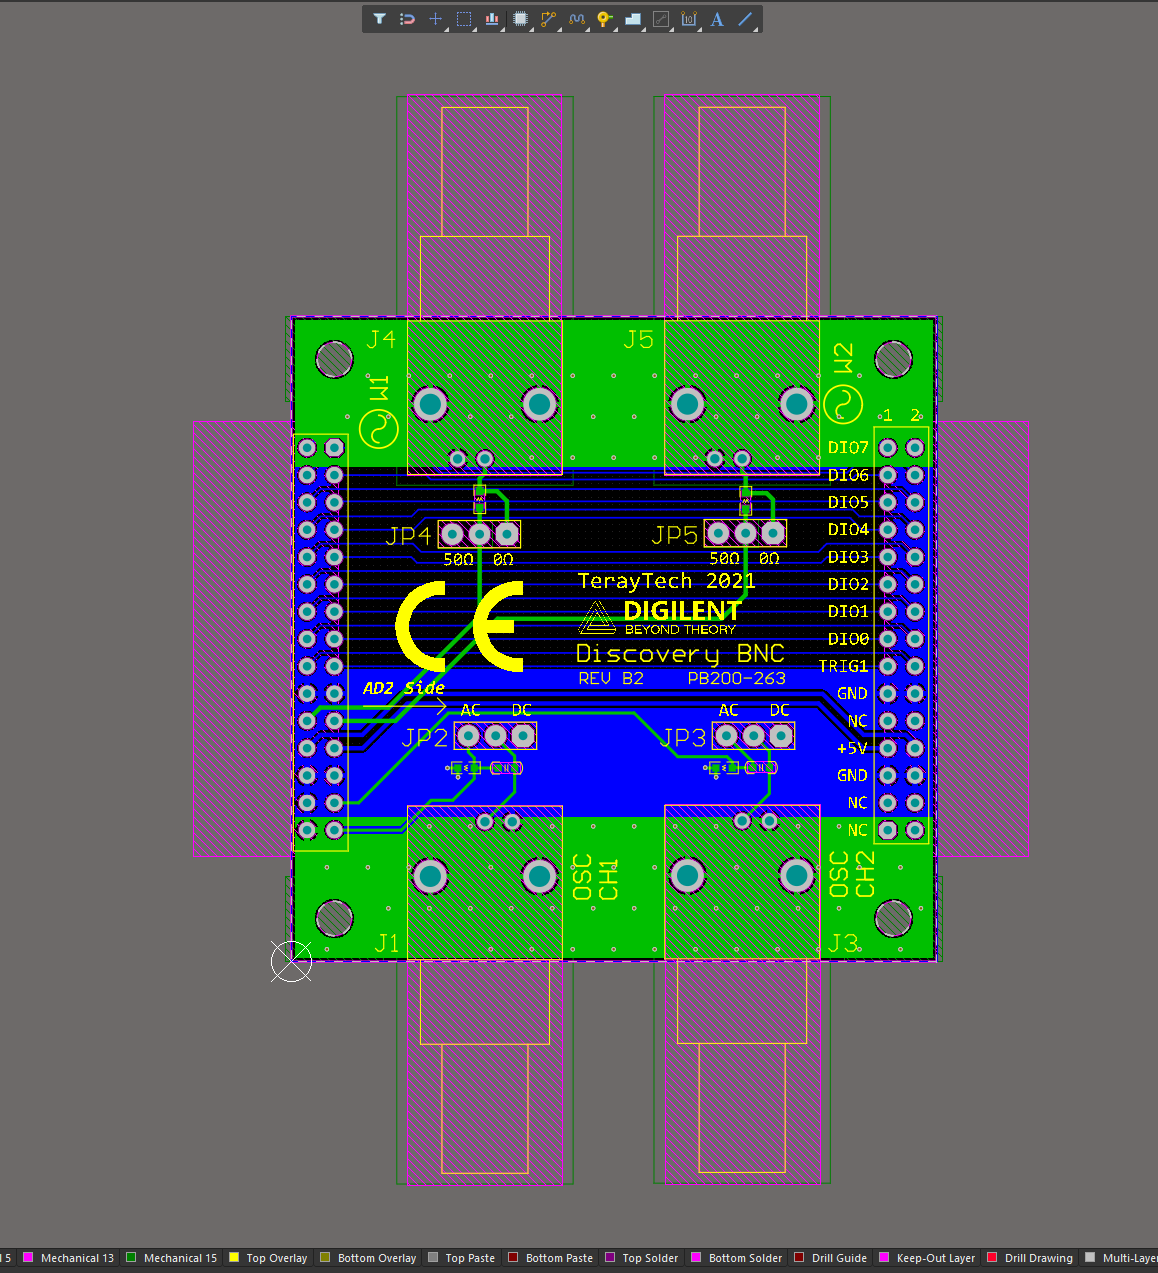 10 A
J4 J5
W1
W2
1 2
DIO7
DIO6
DIO5
DIO4
DIO3
DIO2
DIO1
DIO0
TRIG1
GND
NC
+5V
GND
NC
NC
JP4 JP5
50Ω 0Ω 50Ω 0Ω
CE
TerayTech 2021
DIGILENT
BEYOND THEORY
Discovery BNC
REV B2 PB200-263
AD2 Side
AC DC AC DC
JP2 JP3
OSC
CH1
OSC
CH2
J1 J3
l 5 Mechanical 13 Mechanical 15 Top Overlay Bottom Overlay Top Paste Bottom Paste Top Solder Bottom Solder Drill Guide Keep-Out Layer Drill Drawing Multi-Laye